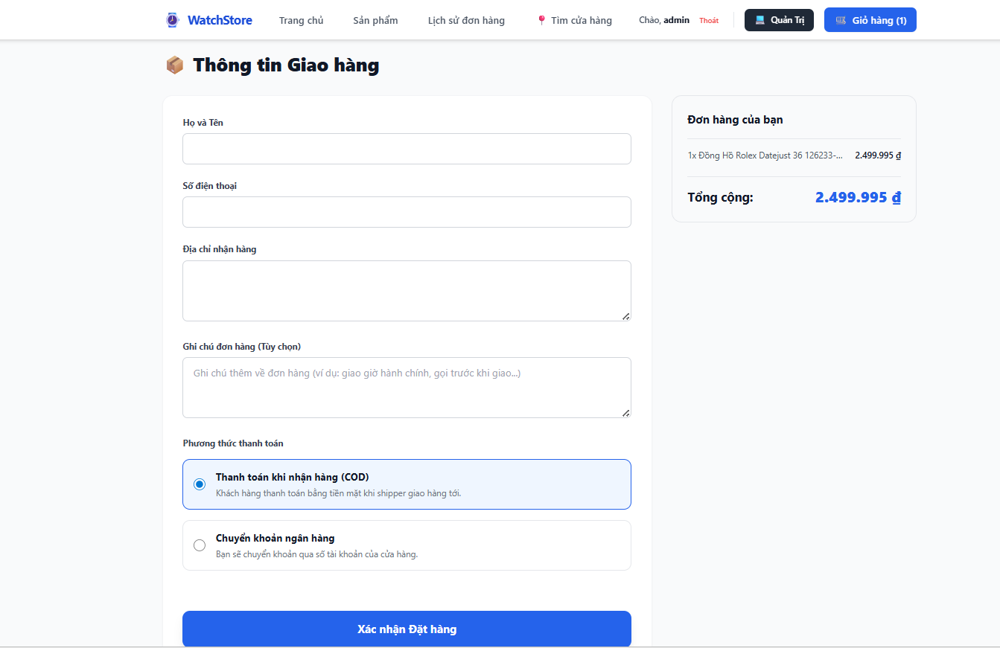 WatchStore Trang chủ Sản phẩm Lịch sử đơn hàng Tìm cửa hàng Chào, admin Thoát Quản Trị Giỏ hàng (1)
Thông tin Giao hàng
Họ và Tên
Số điện thoại
Địa chỉ nhận hàng
Ghi chú đơn hàng (Tùy chọn)
Ghi chú thêm về đơn hàng (ví dụ: giao giờ hành chính, gọi trước khi giao...)
Phương thức thanh toán
Thanh toán khi nhận hàng (COD)
Khách hàng thanh toán bằng tiền mặt khi shipper giao hàng tới.
Chuyển khoản ngân hàng
Bạn sẽ chuyển khoản qua số tài khoản của cửa hàng.
Xác nhận Đặt hàng
Đơn hàng của bạn
1x Đồng Hồ Rolex Datejust 36 126233-... 2.499.995 ₫
Tổng cộng: 2.499.995 ₫